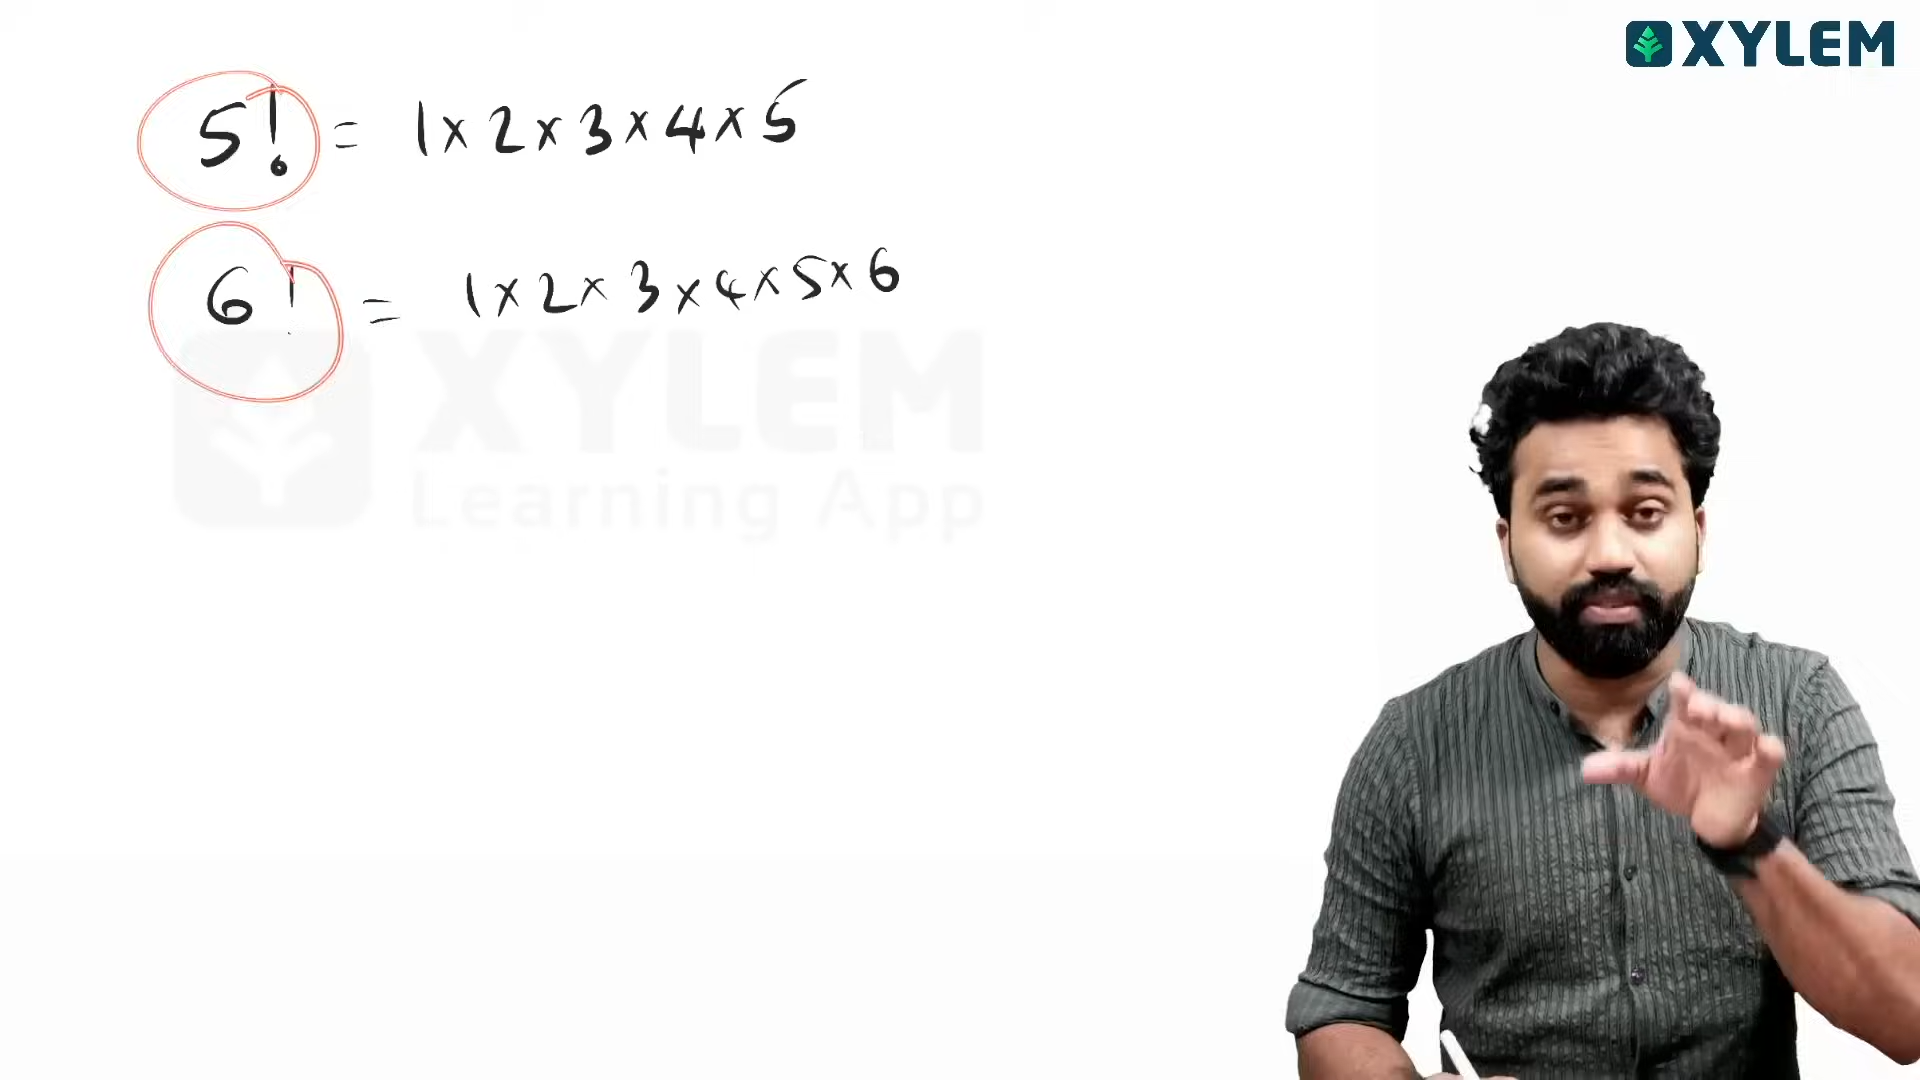 XYLEM
5! = 1 x 2 x 3 x 4 x 5
6! = 1 x 2 x 3 x 4 x 5 x 6
XYLEM
Learning App